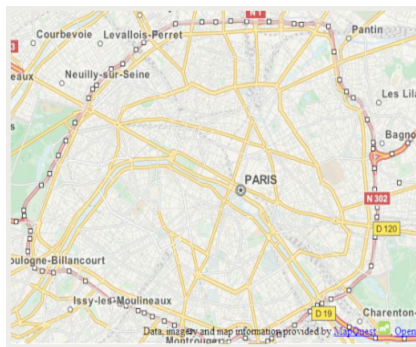 N 1
Courbevoie
Levallois-Perret
Pantin
Neuilly-sur-Seine
Les Lila
Bagno
PARIS
N 302
D 120
oulogne-Billancourt
Issy-les-Moulineaux
D 19
Charenton-
Data, imagery and map information provided by MapQuest, Open
Montrouge